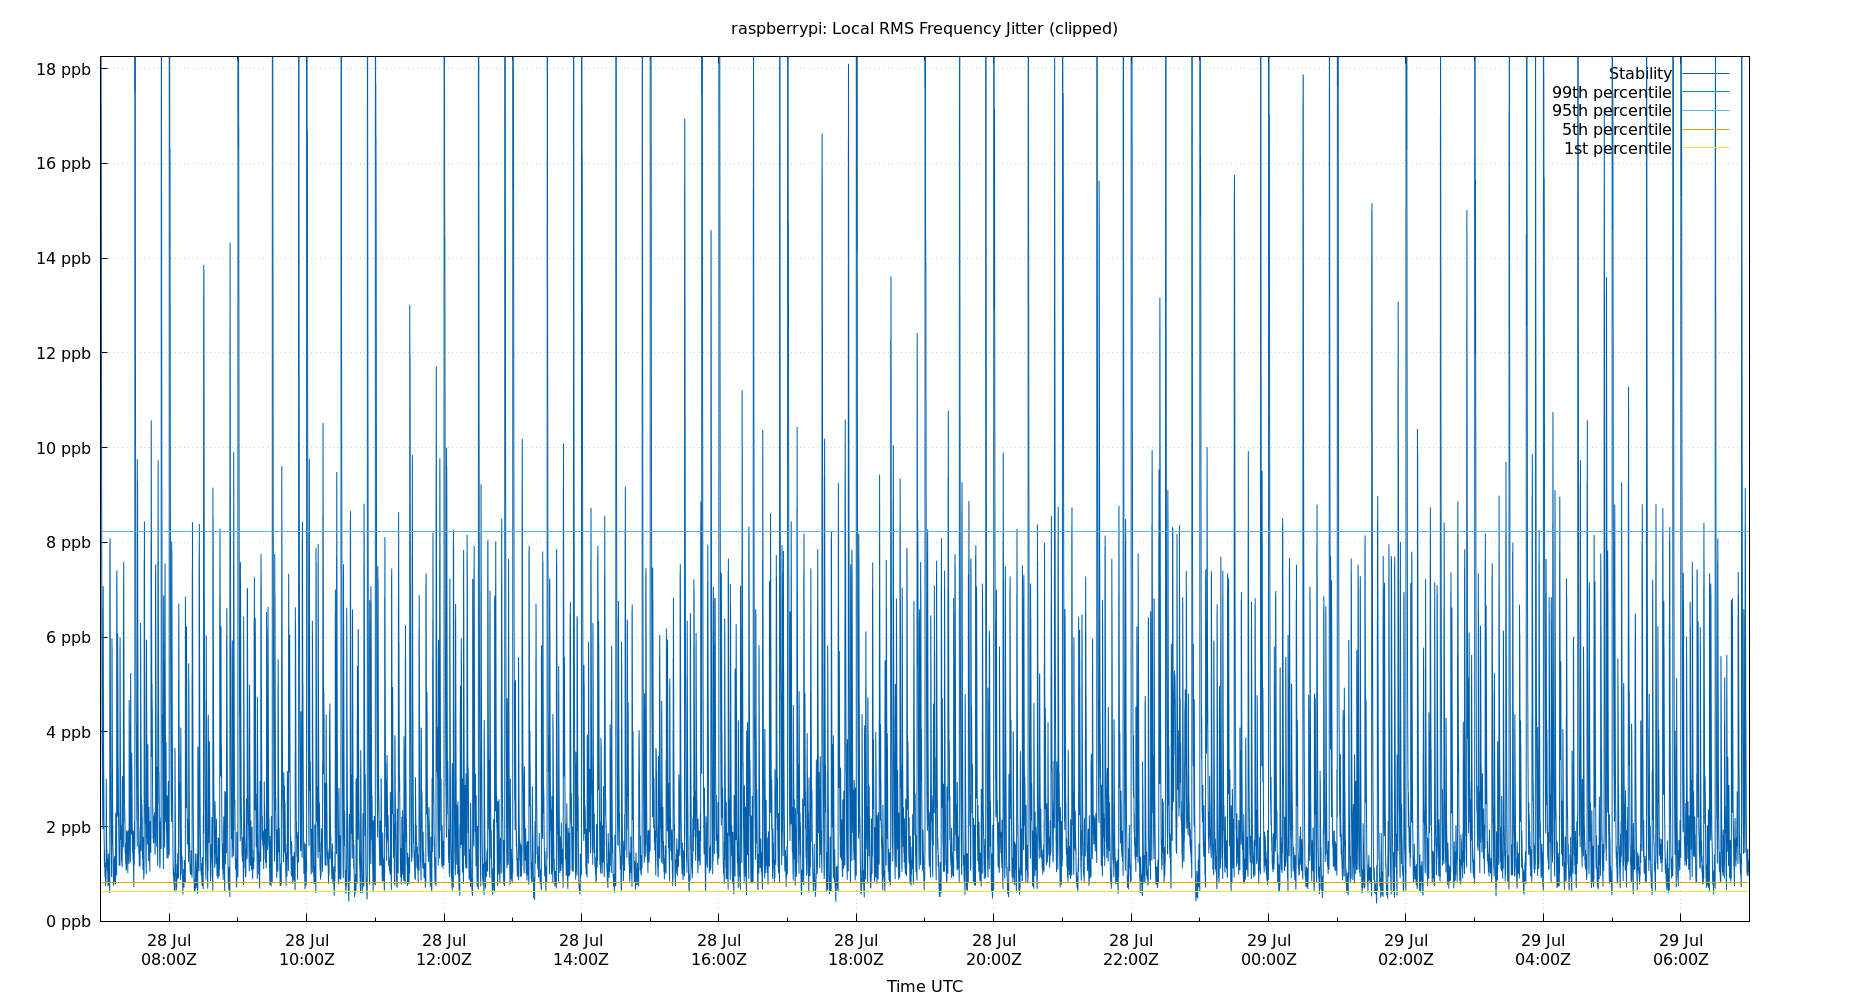 raspberrypi: Local RMS Frequency Jitter (clipped)
18 ppb
16 ppb
14 ppb
12 ppb
10 ppb
8 ppb
6 ppb
4 ppb
2 ppb
0 ppb
Stability
99th percentile
95th percentile
5th percentile
1st percentile
28 Jul 28 Jul 28 Jul 28 Jul 28 Jul 28 Jul 28 Jul 28 Jul 29 Jul 29 Jul 29 Jul 29 Jul
08:00Z 10:00Z 12:00Z 14:00Z 16:00Z 18:00Z 20:00Z 22:00Z 00:00Z 02:00Z 04:00Z 06:00Z
Time UTC